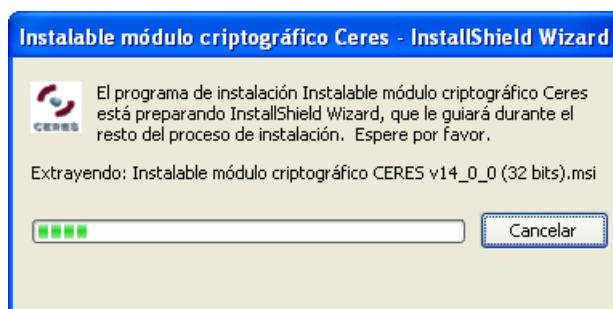 Instalable módulo criptográfico Ceres - InstallShield Wizard
El programa de instalación Instalable módulo criptográfico Ceres
está preparando InstallShield Wizard, que le guiará durante el
resto del proceso de instalación. Espere por favor.
CERES
Extrayendo: Instalable módulo criptográfico CERES v14_0_0 (32 bits).msi
Cancelar